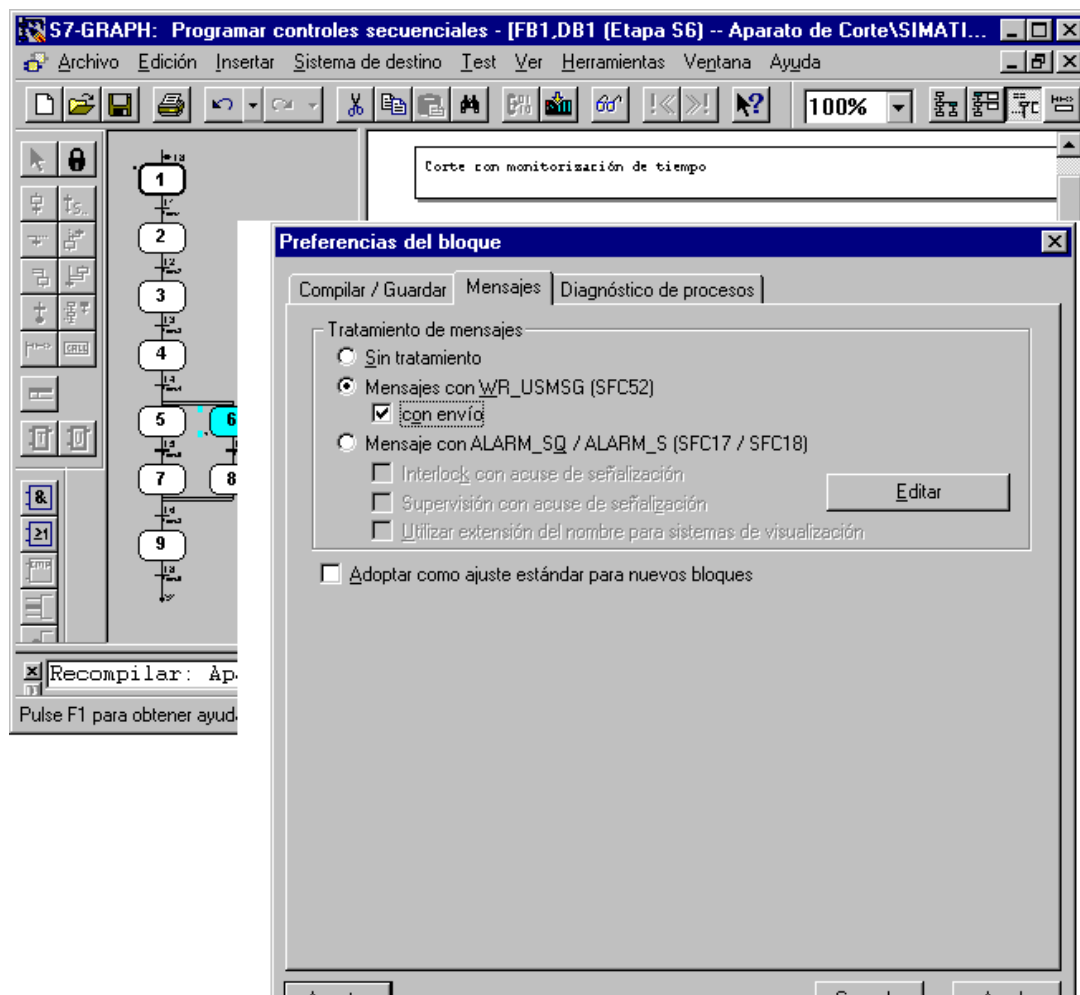 S7-GRAPH: Programar controles secuenciales - [FB1,DB1 (Etapa S6) -- Aparato de Corte\SIMATI...
Archivo Edición Insertar Sistema de destino Test Ver Herramientas Ventana Ayuda
100%
Corte con monitorización de tiempo
1
2
3
4
5 6
7 8
9
&
≥1
CMP
CALL
Preferencias del bloque
Compilar / Guardar Mensajes Diagnóstico de procesos
Tratamiento de mensajes
Sin tratamiento
Mensajes con WR_USMSG (SFC52)
con envío
Mensaje con ALARM_SQ / ALARM_S (SFC17 / SFC18)
Interlock con acuse de señalización
Supervisión con acuse de señalización
Editar
Utilizar extensión del nombre para sistemas de visualización
Adoptar como ajuste estándar para nuevos bloques
Recompilar: Apa
Pulse F1 para obtener ayuda